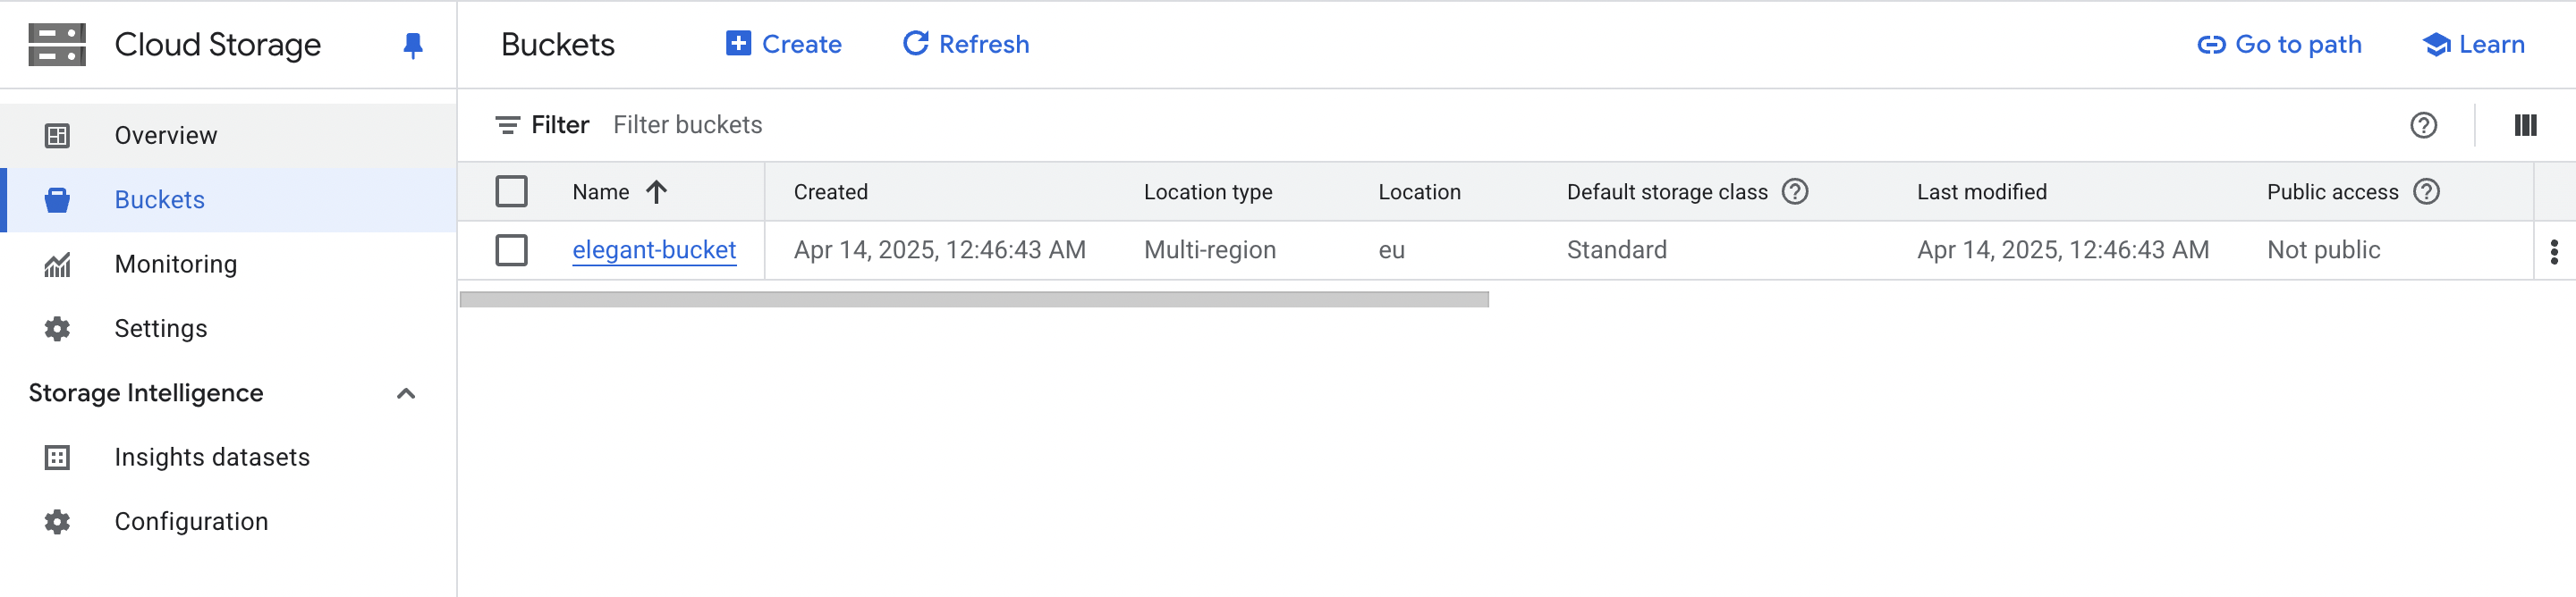 Cloud Storage
Buckets Create Refresh Go to path Learn
Overview
Buckets
Monitoring
Settings
Storage Intelligence
Insights datasets
Configuration
Filter Filter buckets
Name Created Location type Location Default storage class Last modified Public access
elegant-bucket Apr 14, 2025, 12:46:43 AM Multi-region eu Standard Apr 14, 2025, 12:46:43 AM Not public